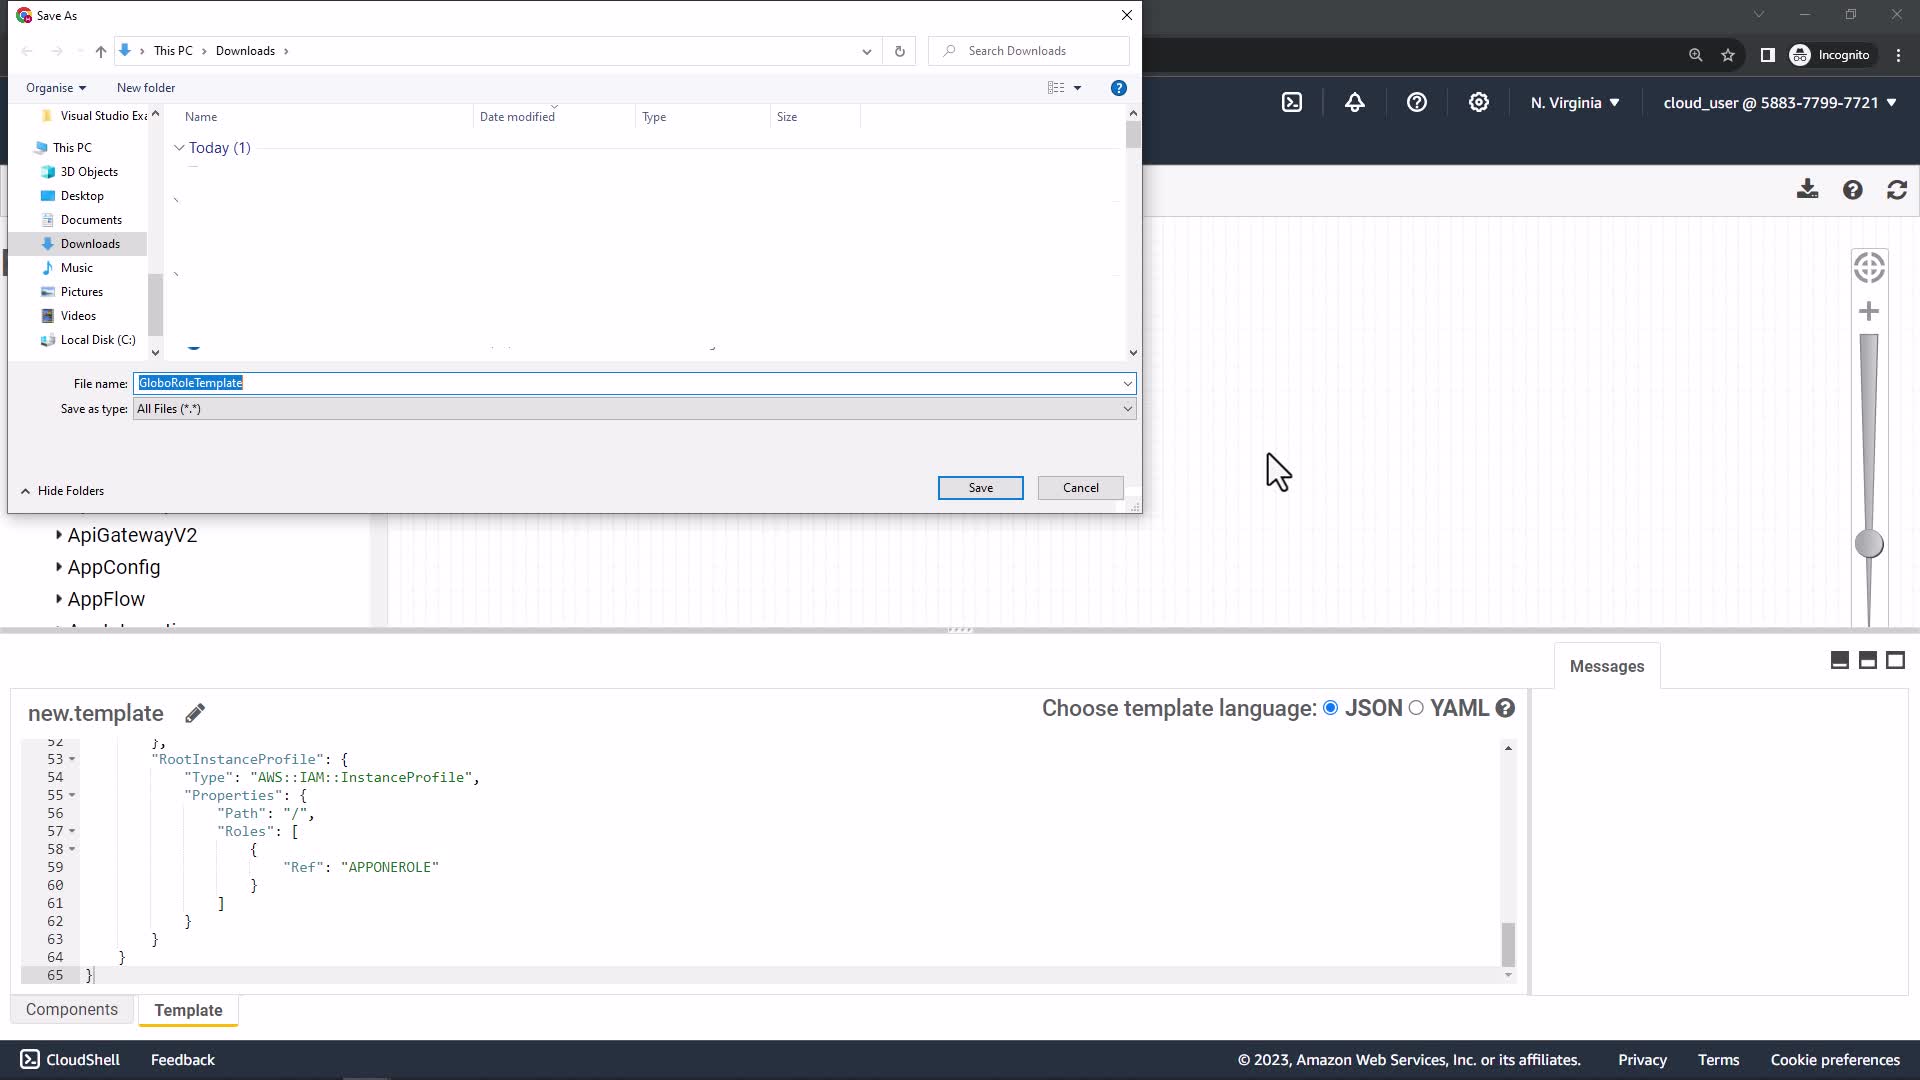 Save As
This PC
Downloads
Search Downloads
Organise
New folder
Incognito
N. Virginia
cloud_user @ 5883-7799-7721
Name
Date modified
Type
Size
Today (1)
Visual Studio Exa
This PC
3D Objects
Desktop
Documents
Downloads
Music
Pictures
Videos
Local Disk (C:)
File name: GloboRoleTemplate
Save as type: All Files (*.*)
Hide Folders
Save
Cancel
ApiGatewayV2
AppConfig
AppFlow
Messages
new.template
Choose template language: JSON YAML
52 },
53 "RootInstanceProfile": {
54 "Type": "AWS::IAM::InstanceProfile",
55 "Properties": {
56 "Path": "/",
57 "Roles": [
58 {
59 "Ref": "APPONEROLE"
60 }
61 ]
62 }
63 }
64 }
65 }
Components
Template
CloudShell
Feedback
© 2023, Amazon Web Services, Inc. or its affiliates.
Privacy
Terms
Cookie preferences